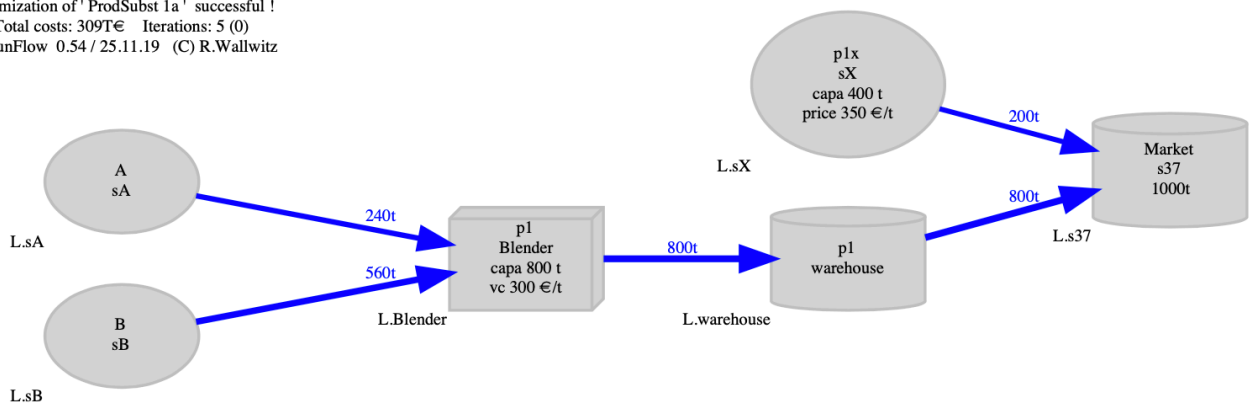 mization of ' ProdSubst 1a ' successful !
Total costs: 309T€ Iterations: 5 (0)
unFlow 0.54 / 25.11.19 (C) R.Wallwitz
p1x
sX
capa 400 t
price 350 €/t
L.sX
200t
Market
s37
1000t
L.s37
A
sA
L.sA
240t
p1
Blender
capa 800 t
vc 300 €/t
L.Blender
800t
p1
warehouse
L.warehouse
800t
560t
B
sB
L.sB